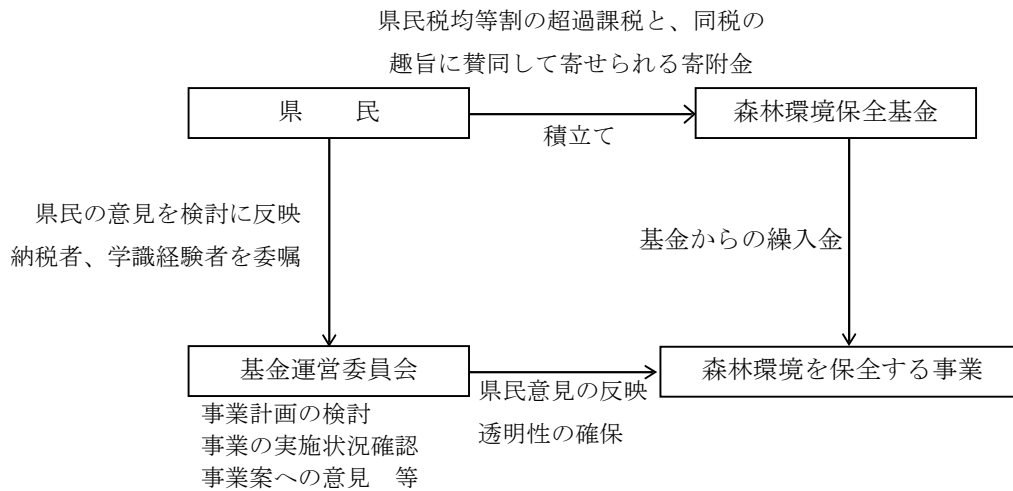 県民税均等割の超過課税と、同税の
趣旨に賛同して寄せられる寄附金
県　　民
森林環境保全基金
積立て
県民の意見を検討に反映
納税者、学識経験者を委嘱
基金からの繰入金
基金運営委員会
森林環境を保全する事業
県民意見の反映
透明性の確保
事業計画の検討
事業の実施状況確認
事業案への意見　等